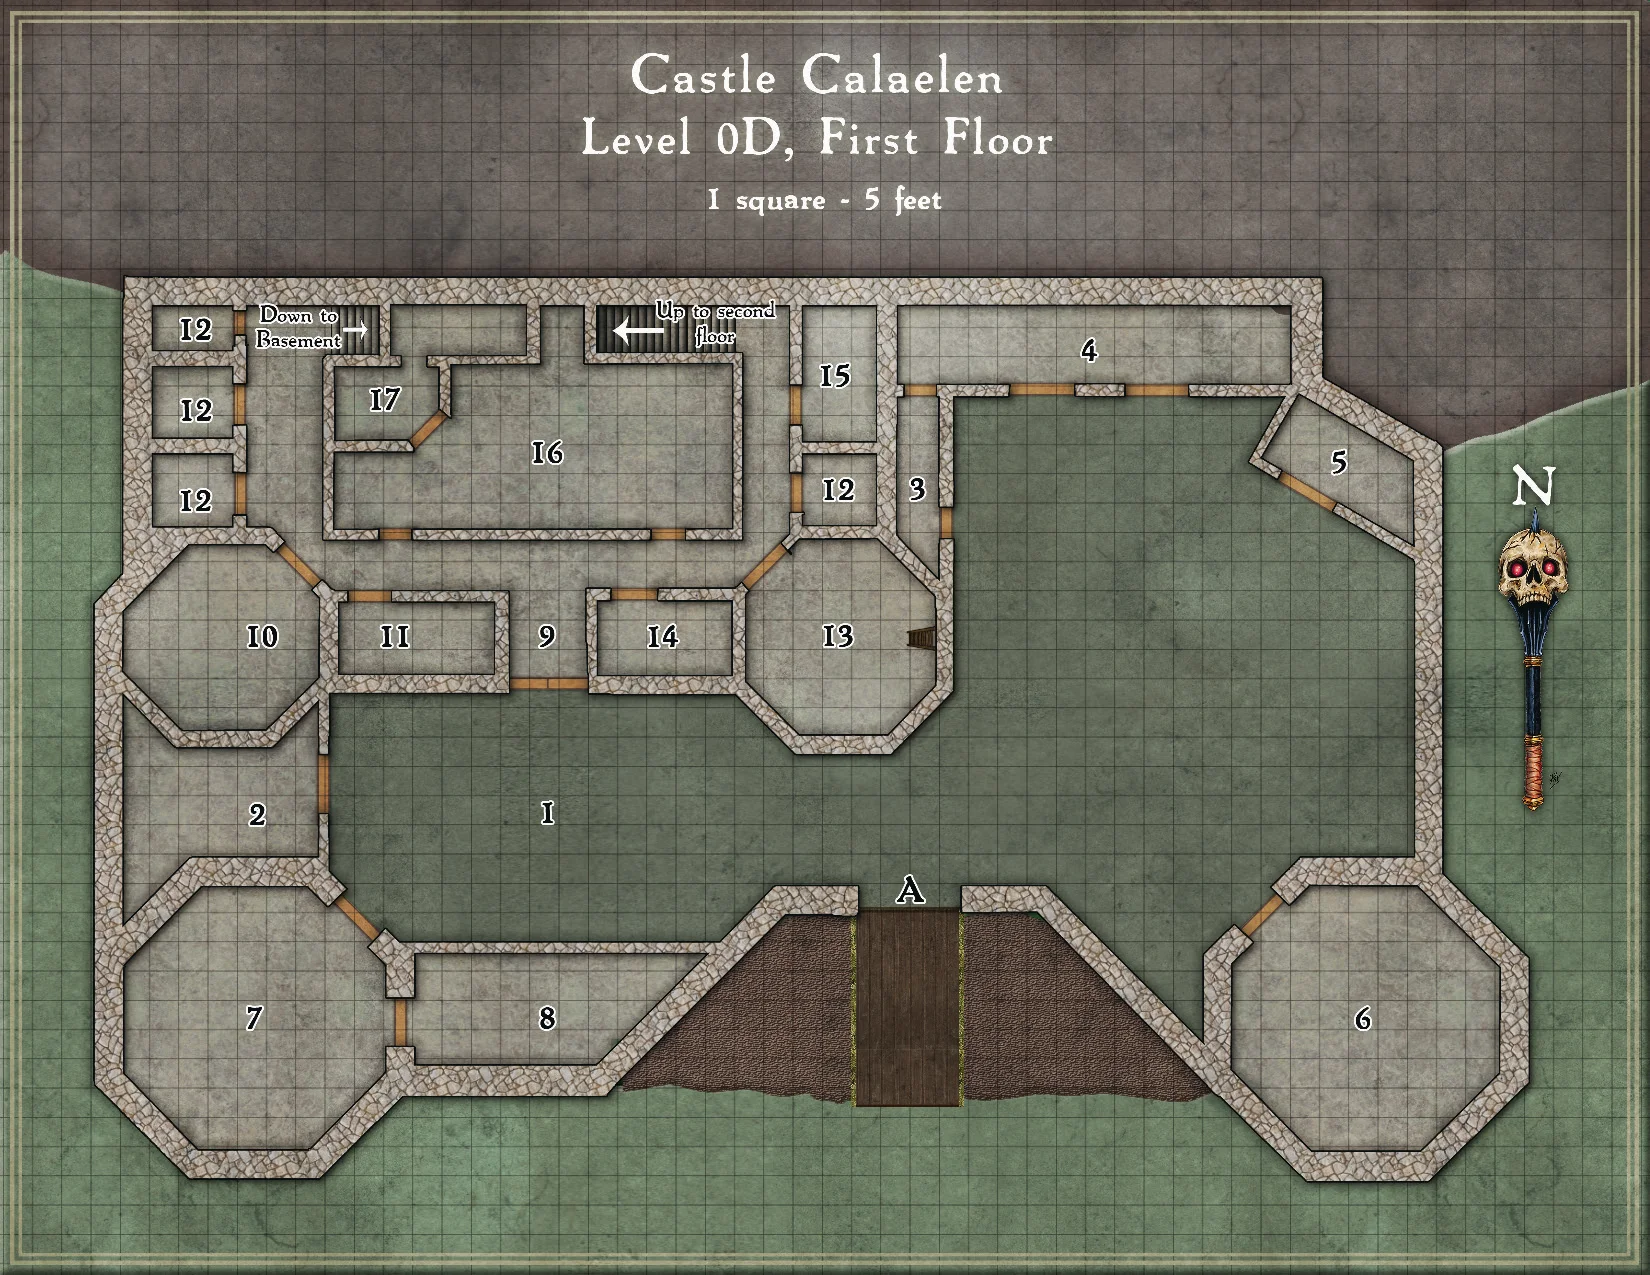 Castle Calaelen
Level 0D, First Floor
1 square - 5 feet
12
Down to
Basement
Up to second
floor
15
4
12
17
16
5
12
12
3
N
10
11
9
14
13
2
1
A
7
8
6